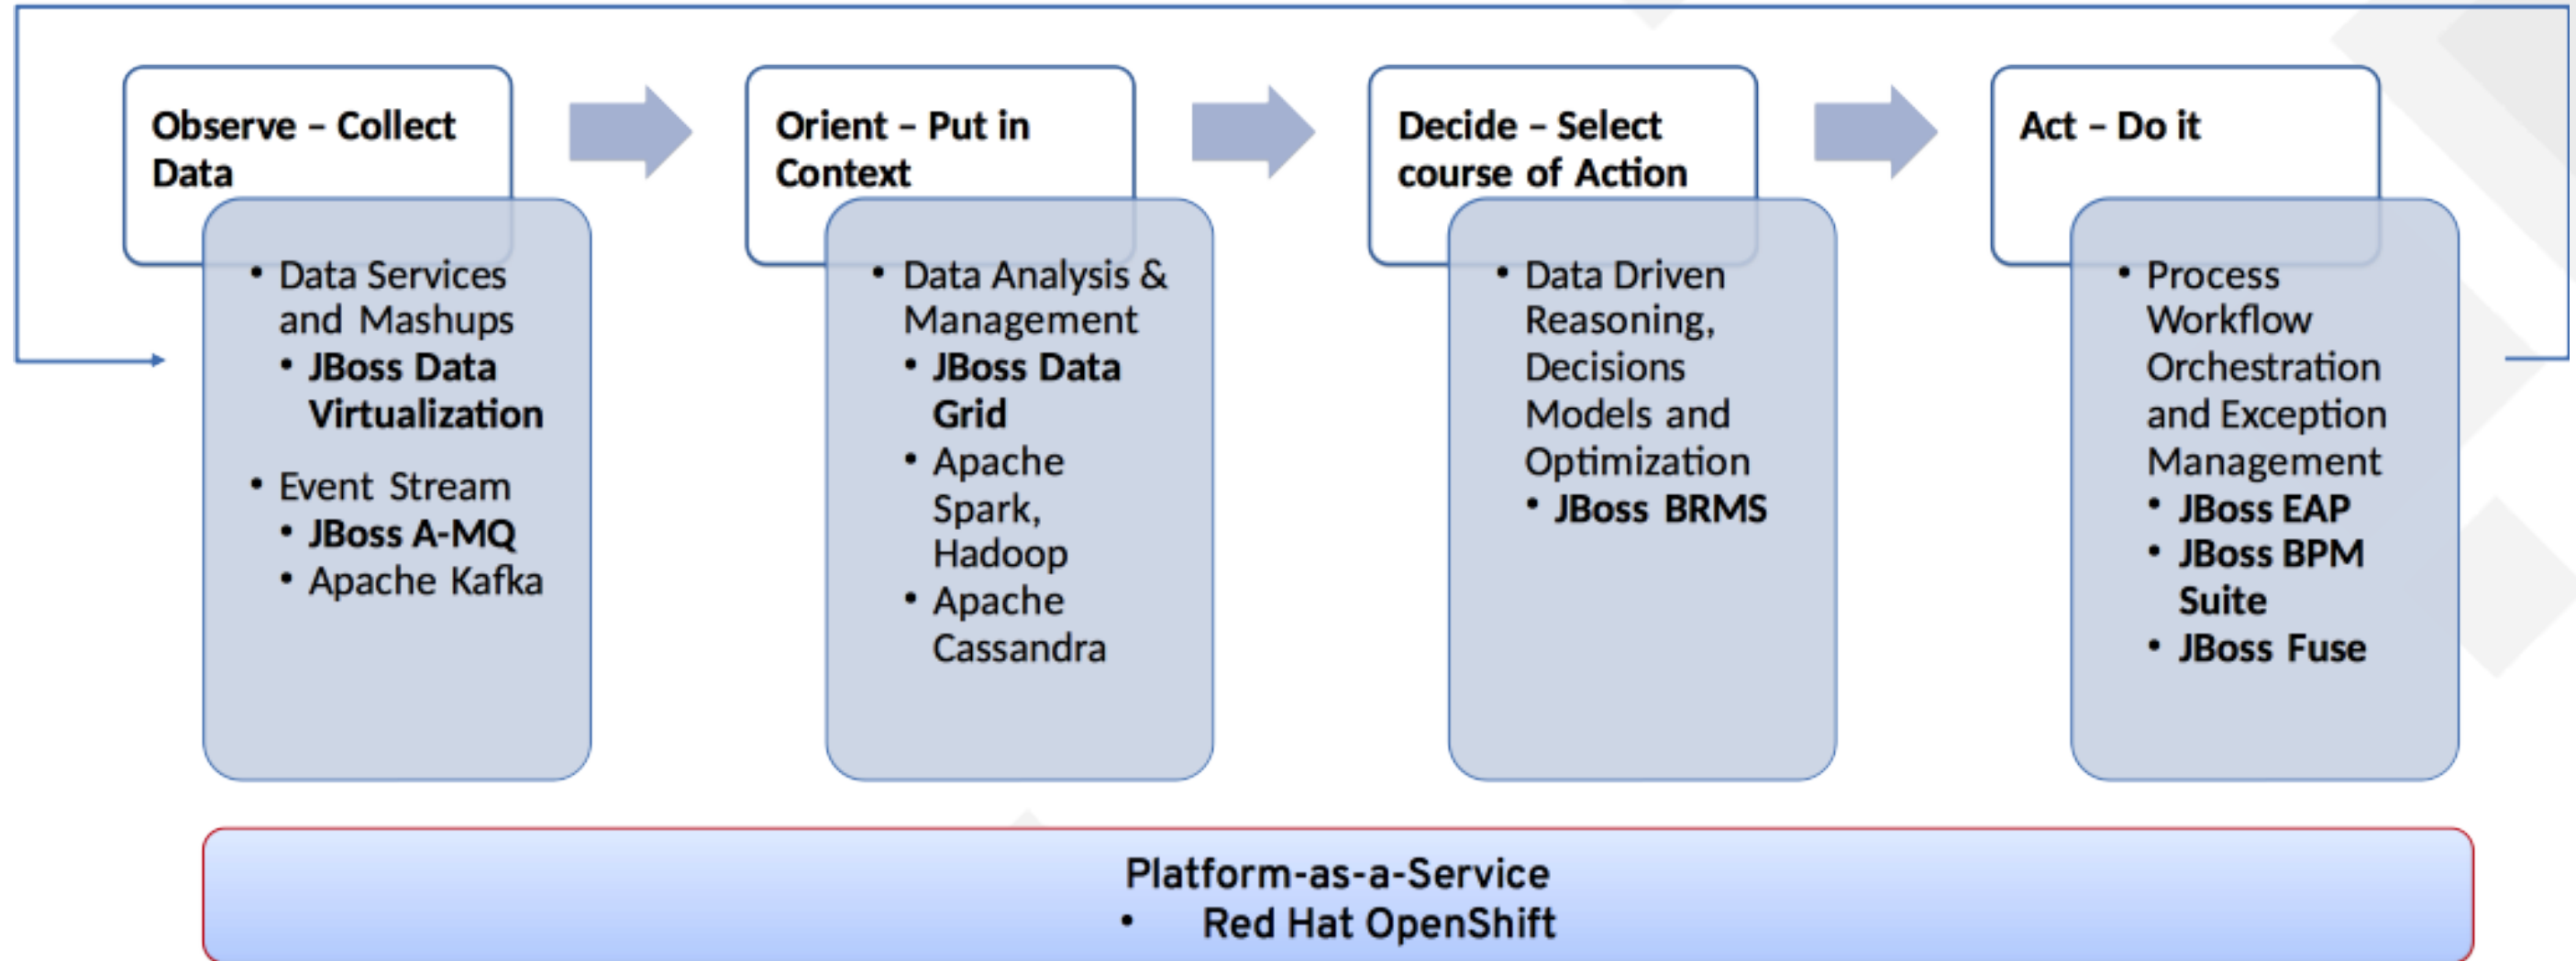 Observe – Collect
Data
• Data Services
and Mashups
• JBoss Data
Virtualization
• Event Stream
• JBoss A-MQ
• Apache Kafka
Orient – Put in
Context
• Data Analysis &
Management
• JBoss Data
Grid
• Apache
Spark,
Hadoop
• Apache
Cassandra
Decide – Select
course of Action
• Data Driven
Reasoning,
Decisions
Models and
Optimization
• JBoss BRMS
Act – Do it
• Process
Workflow
Orchestration
and Exception
Management
• JBoss EAP
• JBoss BPM
Suite
• JBoss Fuse
Platform-as-a-Service
• Red Hat OpenShift